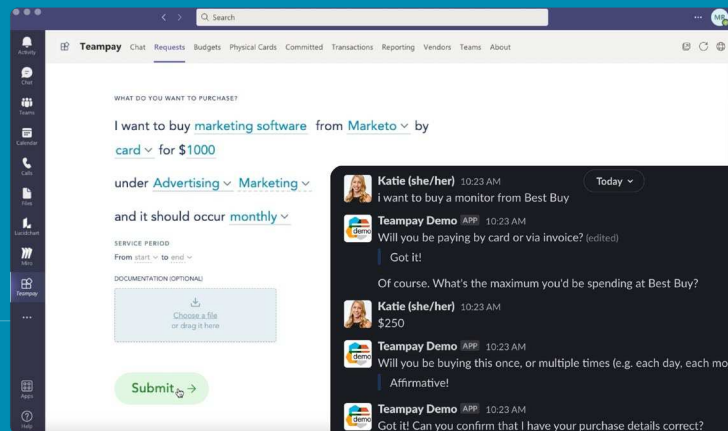 Search
MB
Teampay Chat Requests Budgets Physical Cards Committed Transactions Reporting Vendors Teams About
Activity
Chat
Teams
Calendar
Calls
Files
Miro
Teampay
Apps
Help
WHAT DO YOU WANT TO PURCHASE?
I want to buy marketing software from Marketo by
card for $1000
under Advertising Marketing
and it should occur monthly
SERVICE PERIOD
From start to end
DOCUMENTATION (OPTIONAL)
Choose a file
or drag it here
Submit
Today
Katie (she/her) 10:23 AM
i want to buy a monitor from Best Buy
demo
Teampay Demo APP 10:23 AM
Will you be paying by card or via invoice? (edited)
Got it!
Of course. What's the maximum you'd be spending at Best Buy?
Katie (she/her) 10:23 AM
$250
demo
Teampay Demo APP 10:23 AM
Will you be buying this once, or multiple times (e.g. each day, each mo
Affirmative!
demo
Teampay Demo APP 10:23 AM
Got it! Can you confirm that I have your purchase details correct?